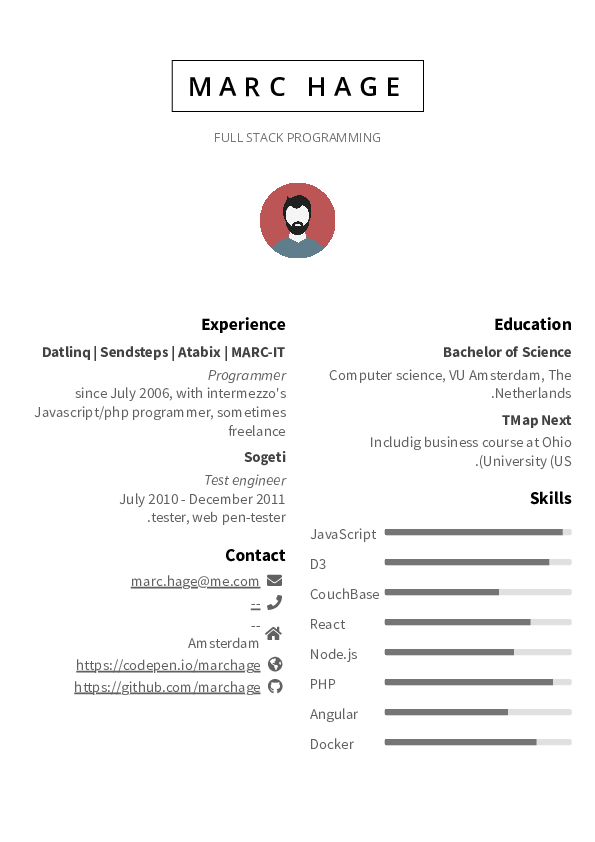 MARC HAGE
FULL STACK PROGRAMMING
Experience
Datlinq | Sendsteps | Atabix | MARC-IT
Programmer
since July 2006, with intermezzo's
Javascript/php programmer, sometimes
freelance
Sogeti
Test engineer
July 2010 - December 2011
.tester, web pen-tester
Contact
marc.hage@me.com
--
--
Amsterdam
https://codepen.io/marchage
https://github.com/marchage
Education
Bachelor of Science
Computer science, VU Amsterdam, The
.Netherlands
TMap Next
Includig business course at Ohio
.(University (US
Skills
JavaScript
D3
CouchBase
React
Node.js
PHP
Angular
Docker